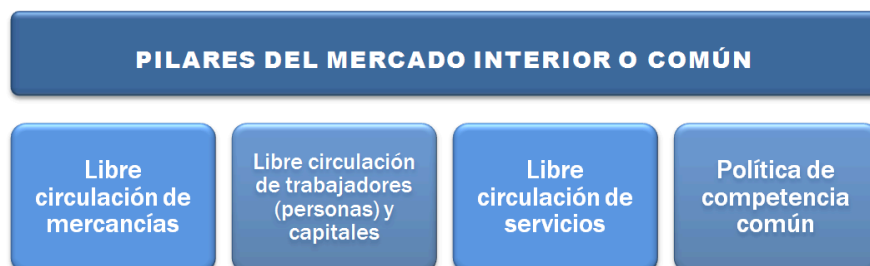 PILARES DEL MERCADO INTERIOR O COMÚN
Libre
circulación de
mercancías
Libre circulación
de trabajadores
(personas) y
capitales
Libre
circulación de
servicios
Política de
competencia
común